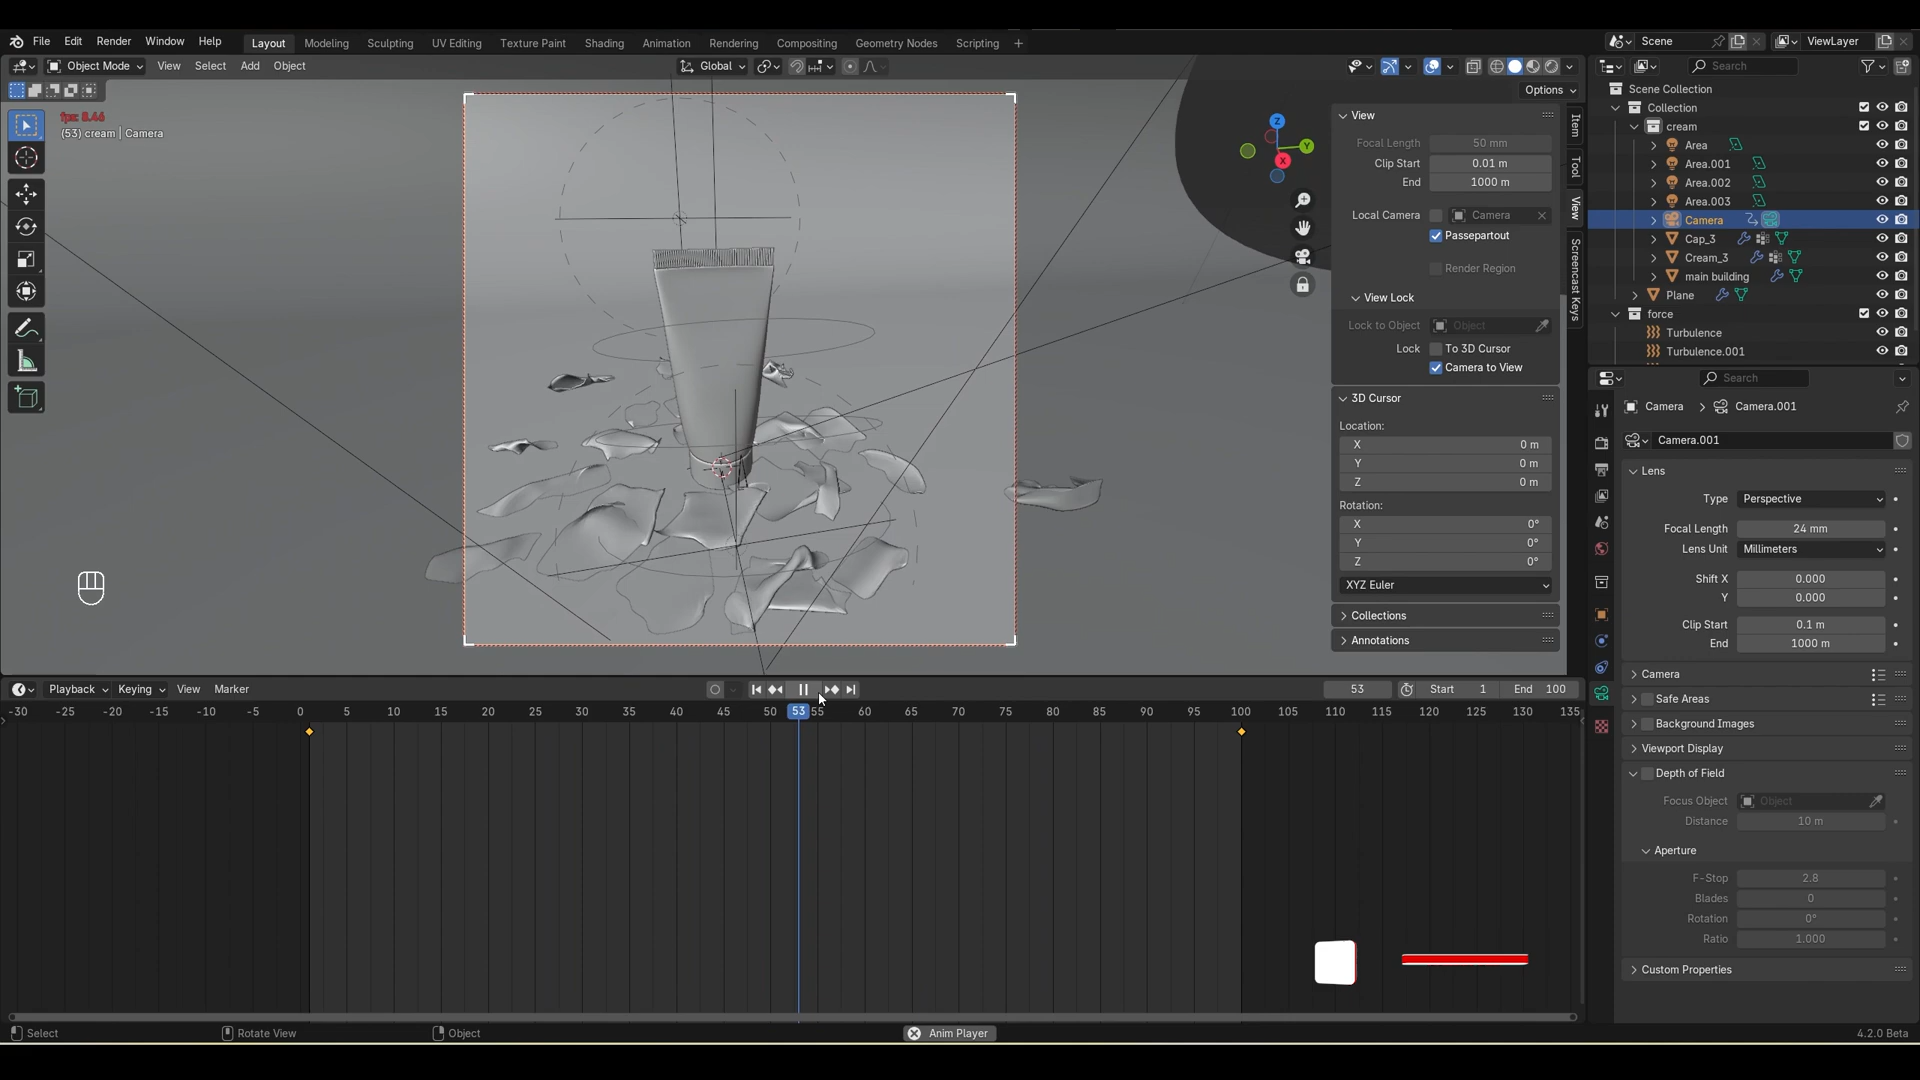 File Edit Render Window Help Layout Modeling Sculpting UV Editing Texture Paint Shading Animation Rendering Compositing Geometry Nodes Scripting + Scene ViewLayer
Object Mode View Select Add Object Global Search
Options
fps: 8.46
(53) cream | Camera
Z
Y
X
View
Focal Length 50 mm
Clip Start 0.01 m
End 1000 m
Local Camera Camera
Passepartout
Render Region
View Lock
Lock to Object Object
Lock To 3D Cursor
Camera to View
3D Cursor
Location:
X 0 m
Y 0 m
Z 0 m
Rotation:
X 0°
Y 0°
Z 0°
XYZ Euler
Collections
Annotations
Item
Tool
View
Screencast Keys
Scene Collection
Collection
cream
Area
Area.001
Area.002
Area.003
Camera
Cap_3
Cream_3
main building
Plane
force
Turbulence
Turbulence.001
Search
Camera Camera.001
Camera.001
Lens
Type Perspective
Focal Length 24 mm
Lens Unit Millimeters
Shift X 0.000
Y 0.000
Clip Start 0.1 m
End 1000 m
Camera
Safe Areas
Background Images
Viewport Display
Depth of Field
Focus Object Object
Distance 10 m
Aperture
F-Stop 2.8
Blades 0
Rotation 0°
Ratio 1.000
Custom Properties
Playback Keying View Marker 53 Start 1 End 100
-30 -25 -20 -15 -10 -5 0 5 10 15 20 25 30 35 40 45 50 53 55 60 65 70 75 80 85 90 95 100 105 110 115 120 125 130 135
Select Rotate View Object Anim Player 4.2.0 Beta